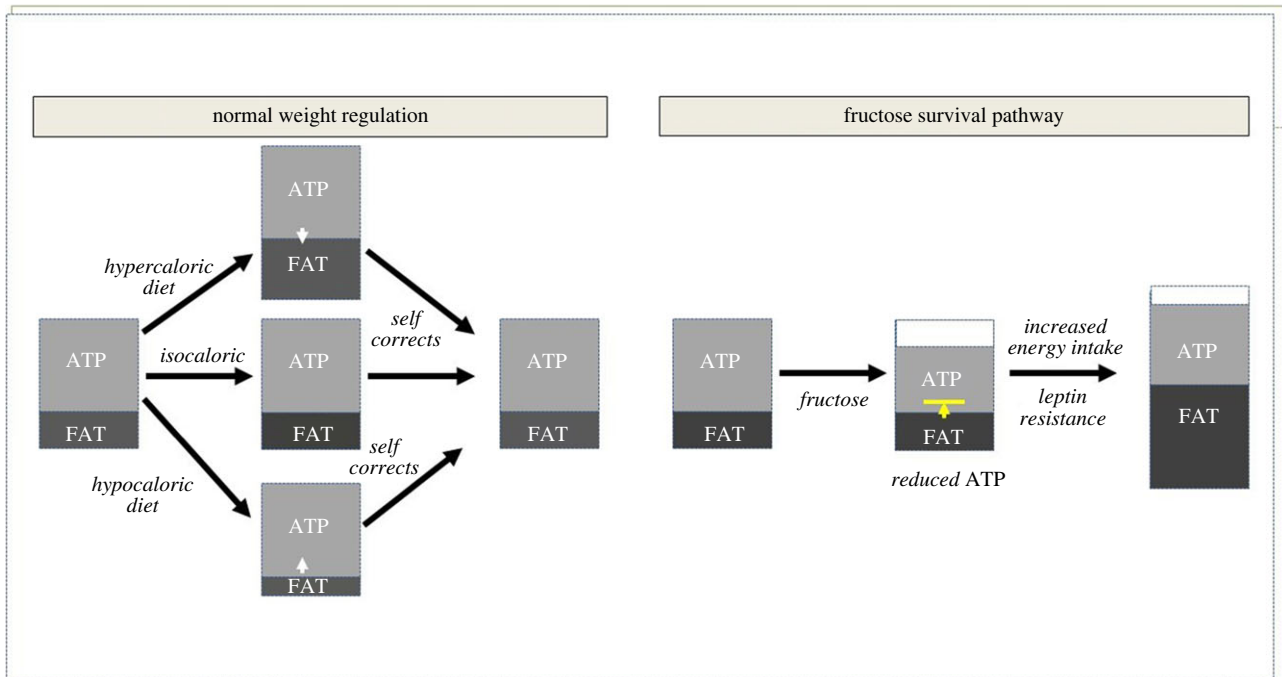 normal weight regulation
ATP
FAT
hypercaloric
diet
self
corrects
ATP
FAT
isocaloric
ATP
FAT
ATP
FAT
hypocaloric
diet
self
corrects
ATP
FAT
fructose survival pathway
ATP
FAT
fructose
ATP
FAT
reduced ATP
increased
energy intake
leptin
resistance
ATP
FAT